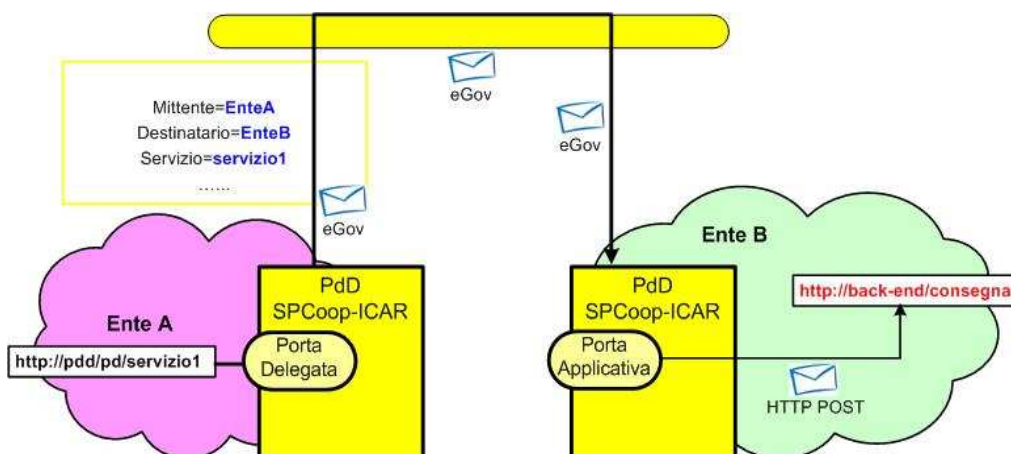 eGov
Mittente=EnteA
Destinatario=EnteB
Servizio=servizio1
......
eGov
eGov
Ente B
PdD
SPCoop-ICAR
PdD
SPCoop-ICAR
http://back-end/consegna
Ente A
Porta
Delegata
Porta
Applicativa
http://pdd/pd/servizio1
HTTP POST